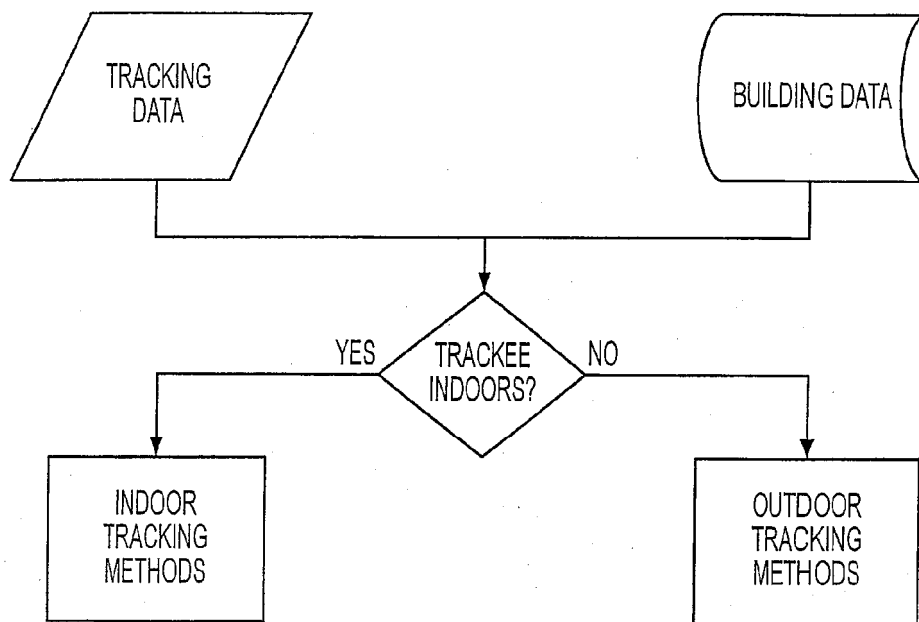 TRACKING
DATA
BUILDING DATA
YES
TRACKEE
INDOORS?
NO
INDOOR
TRACKING
METHODS
OUTDOOR
TRACKING
METHODS